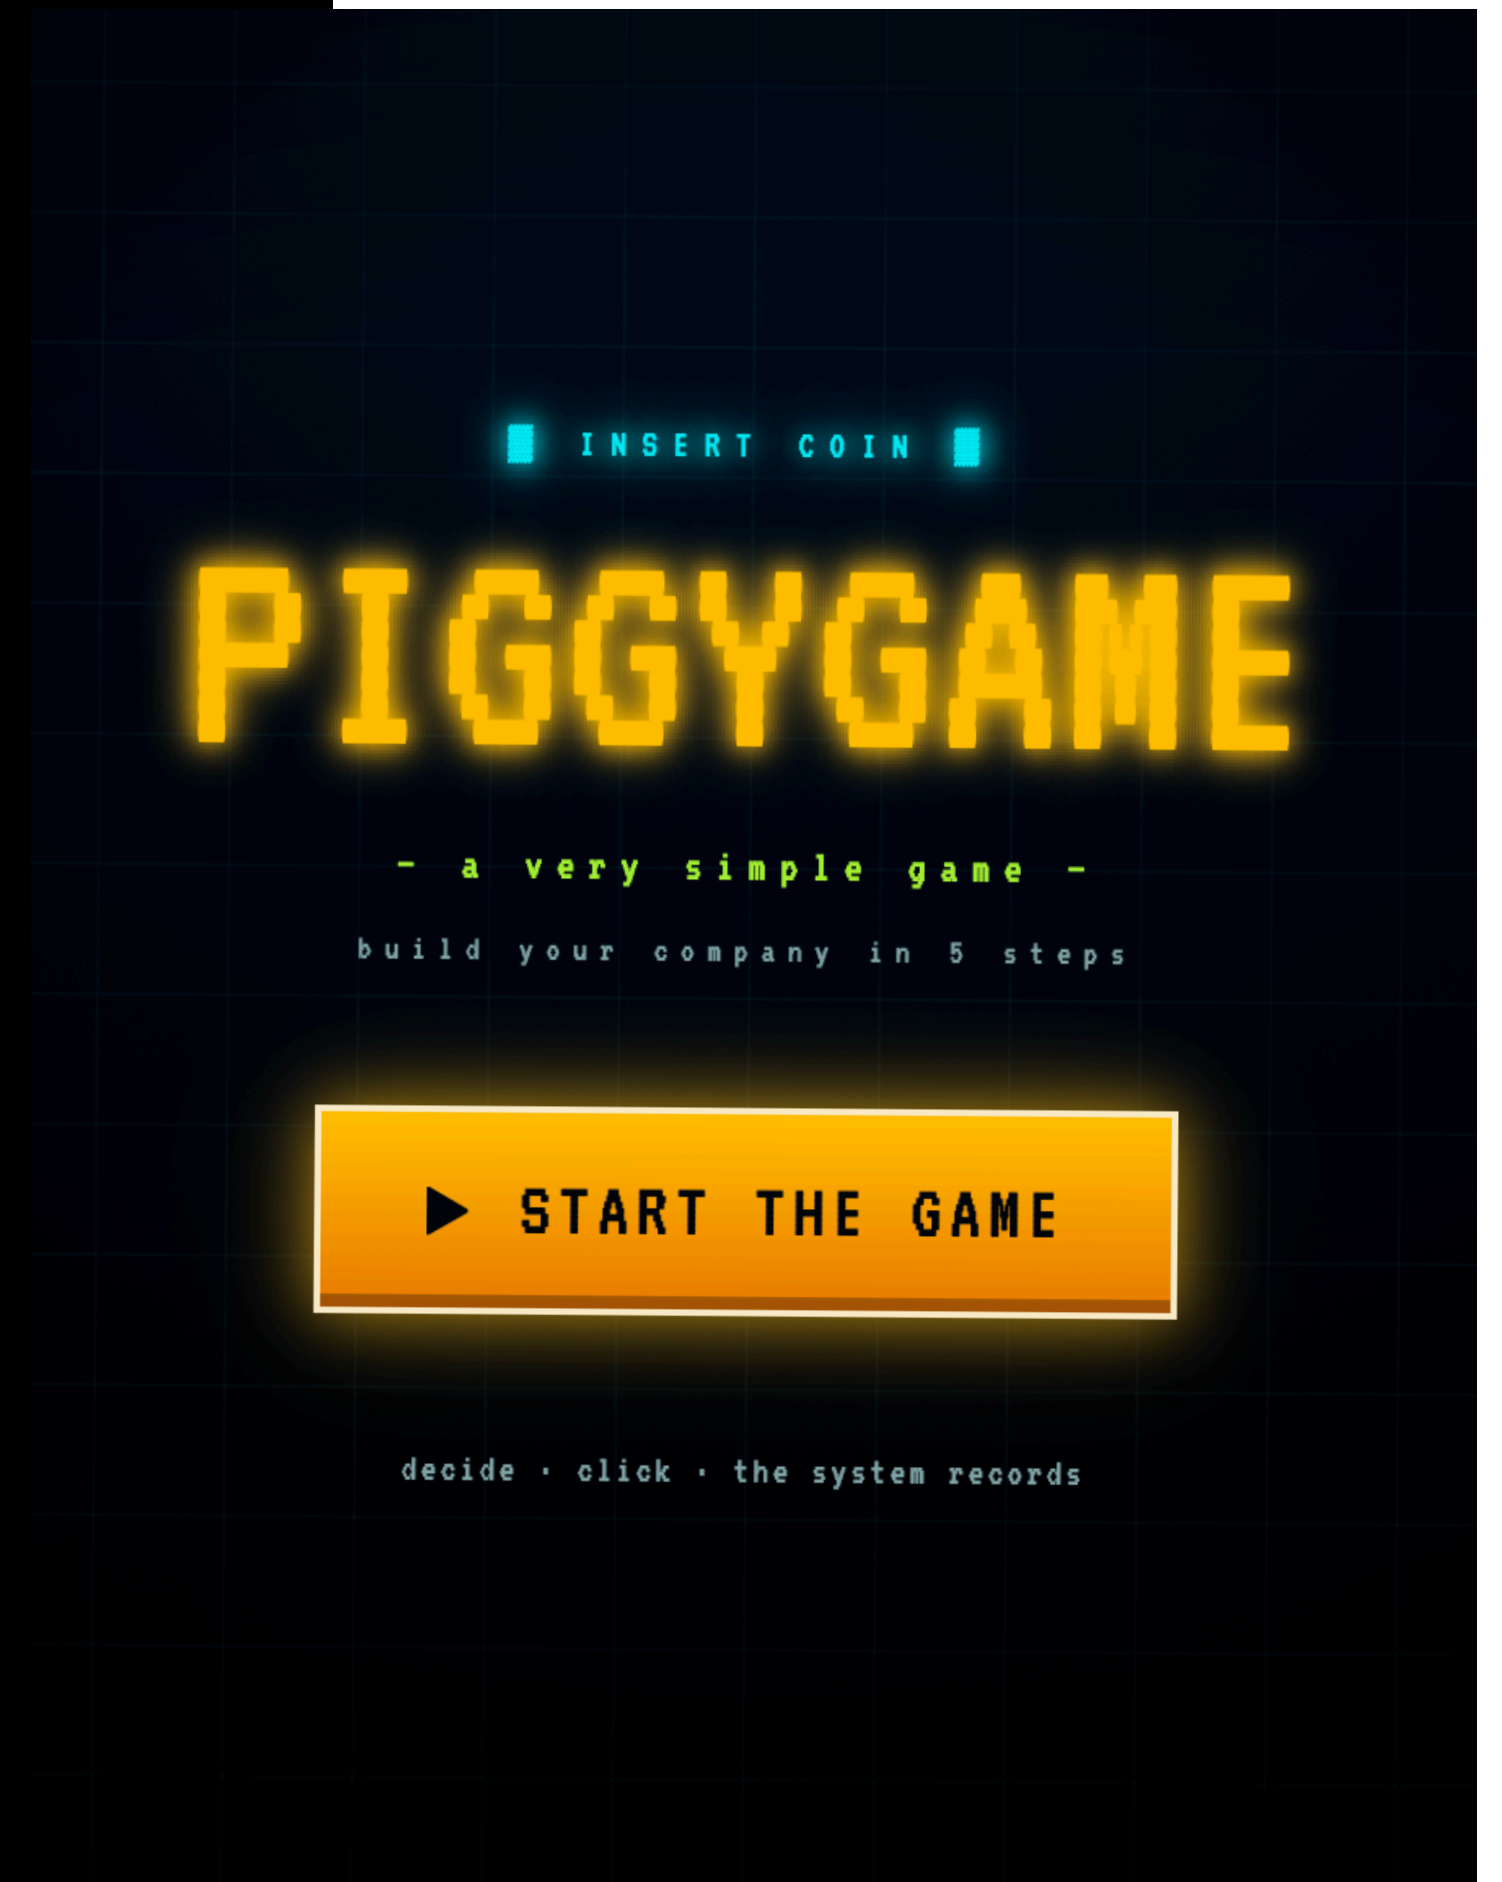 INSERT COIN
PIGGYGAME
- a very simple game -
build your company in 5 steps
▶ START THE GAME
decide · click · the system records